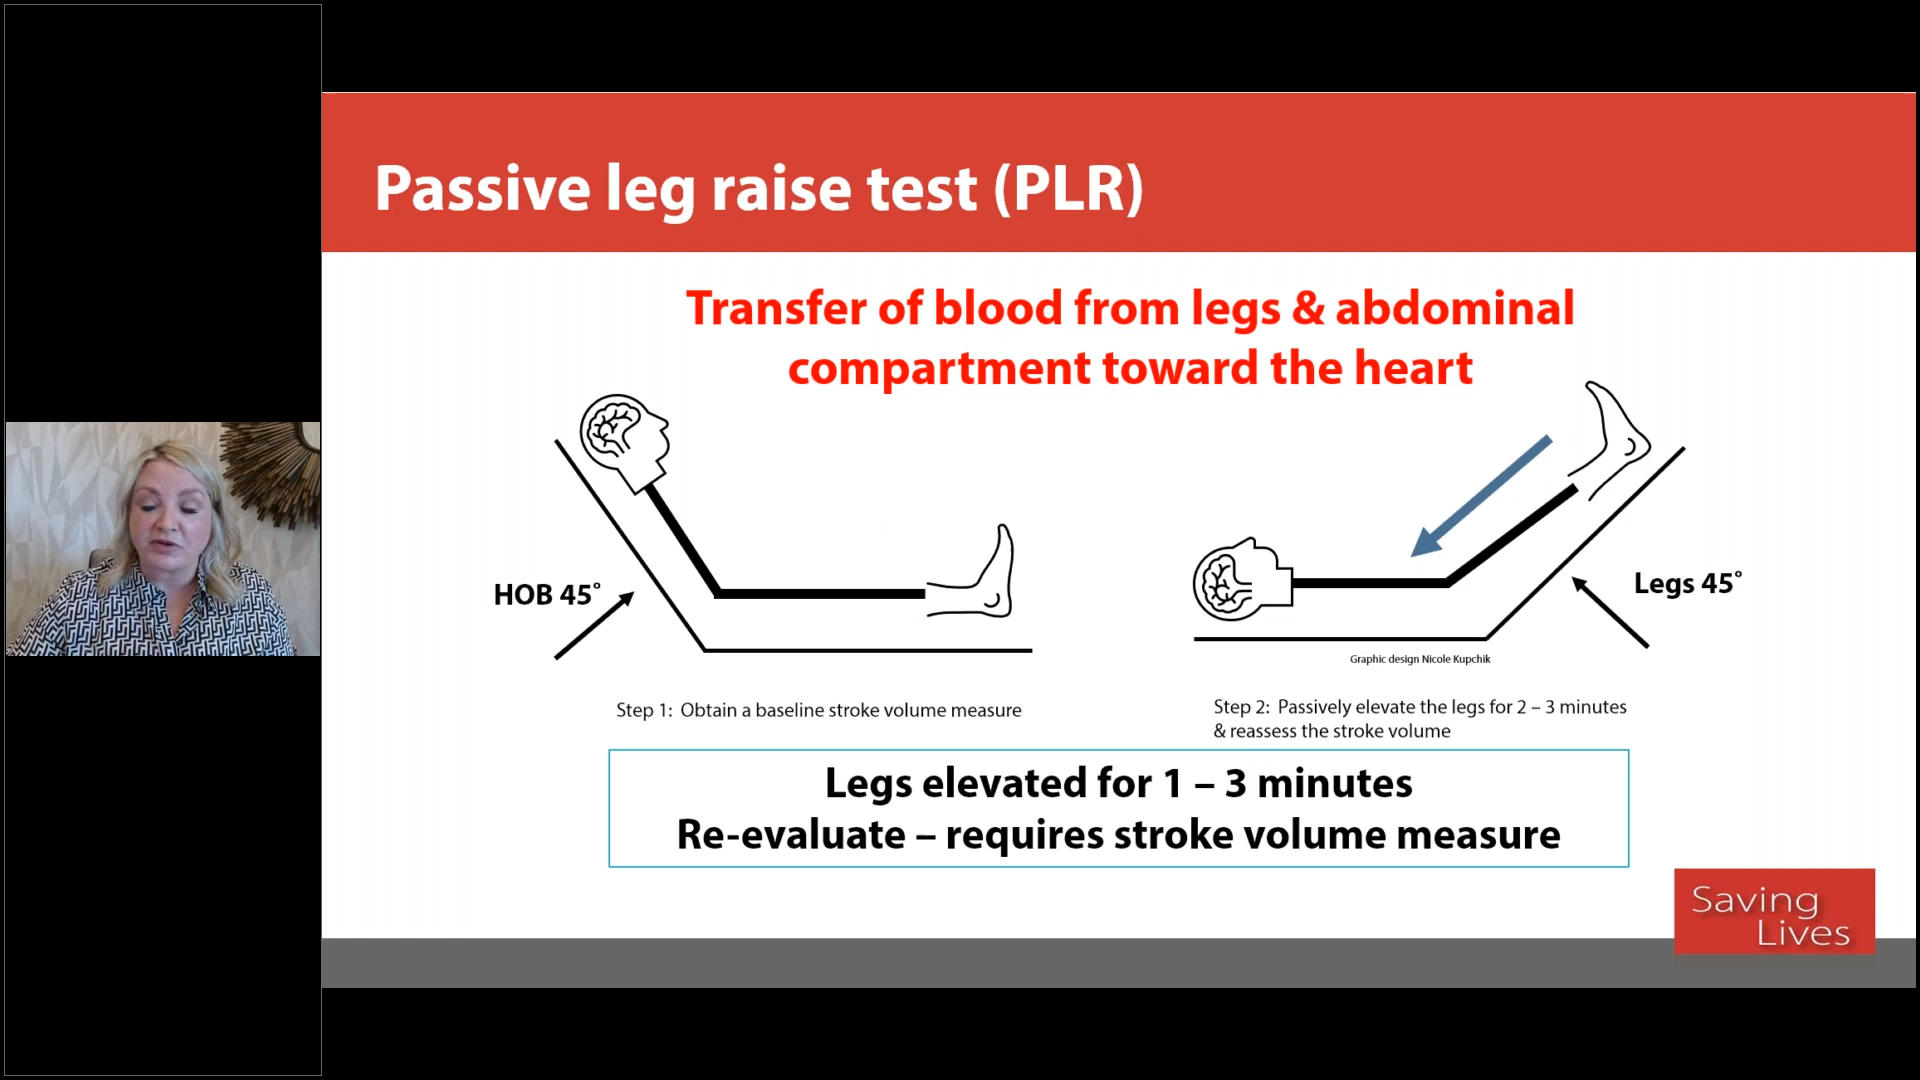 Passive leg raise test (PLR)
Transfer of blood from legs & abdominal
compartment toward the heart
HOB 45°
Legs 45°
Graphic design Nicole Kupchik
Step 1: Obtain a baseline stroke volume measure
Step 2: Passively elevate the legs for 2 – 3 minutes
& reassess the stroke volume
Legs elevated for 1 – 3 minutes
Re-evaluate – requires stroke volume measure
Saving
Lives